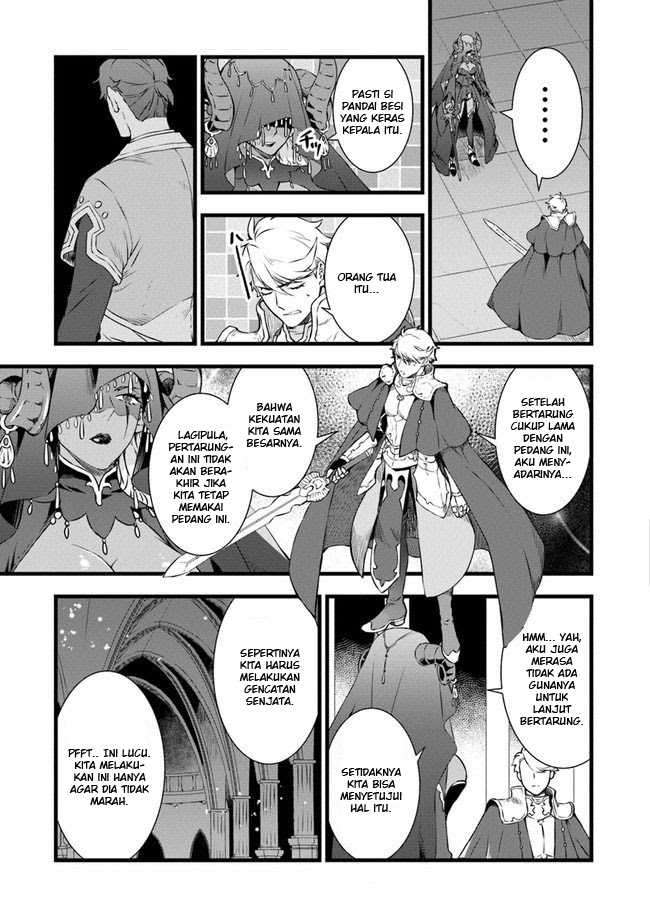 ......
PASTI SI
PANDAI BESI
YANG KERAS
KEPALA ITU.
チッ
ORANG TUA
ITU...
SETELAH
BERTARUNG
CUKUP LAMA
DENGAN
PEDANG INI,
AKU MENY-
ADARINYA...
BAHWA
KEKUATAN
KITA SAMA
BESARNYA.
LAGIPULA,
PERTARUNG-
AN INI TIDAK
AKAN BERA-
KHIR JIKA
KITA TETAP
MEMAKAI
PEDANG INI.
HMM... YAH,
AKU JUGA
MERASA
TIDAK ADA
GUNANYA
UNTUK
LANJUT
BERTARUNG.
SETIDAKNYA
KITA BISA
MENYETUJUI
HAL ITU.
SEPERTINYA
KITA HARUS
MELAKUKAN
GENCATAN
SENJATA.
PFFT.. INI LUCU.
KITA MELAKU-
KAN INI HANYA
AGAR DIA TIDAK
MARAH.